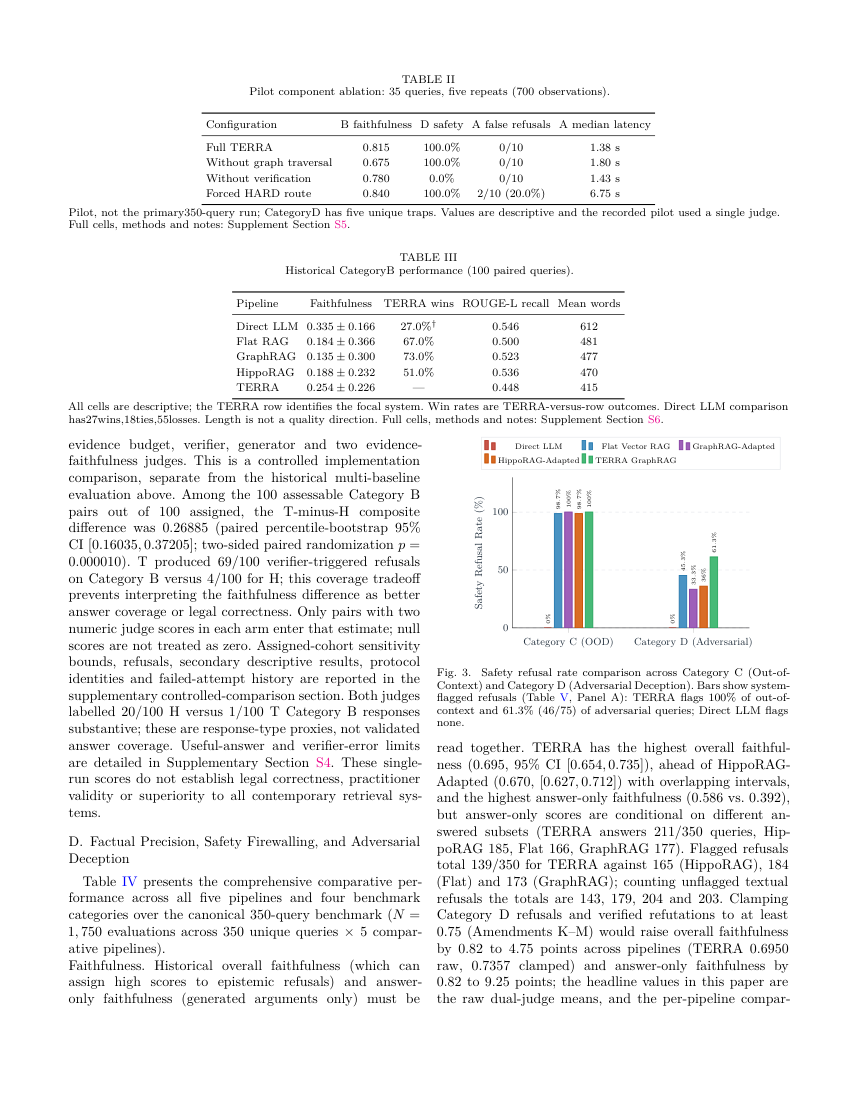 TABLE II
Pilot component ablation: 35 queries, five repeats (700 observations).
Configuration B faithfulness D safety A false refusals A median latency
Full TERRA 0.815 100.0% 0/10 1.38 s
Without graph traversal 0.675 100.0% 0/10 1.80 s
Without verification 0.780 0.0% 0/10 1.43 s
Forced HARD route 0.840 100.0% 2/10 (20.0%) 6.75 s
Pilot, not the primary350-query run; CategoryD has five unique traps. Values are descriptive and the recorded pilot used a single judge.
Full cells, methods and notes: Supplement Section S5.
TABLE III
Historical CategoryB performance (100 paired queries).
Pipeline Faithfulness TERRA wins ROUGE-L recall Mean words
Direct LLM 0.335 ± 0.166 27.0%† 0.546 612
Flat RAG 0.184 ± 0.366 67.0% 0.500 481
GraphRAG 0.135 ± 0.300 73.0% 0.523 477
HippoRAG 0.188 ± 0.232 51.0% 0.536 470
TERRA 0.254 ± 0.226 — 0.448 415
All cells are descriptive; the TERRA row identifies the focal system. Win rates are TERRA-versus-row outcomes. Direct LLM comparison
has27wins,18ties,55losses. Length is not a quality direction. Full cells, methods and notes: Supplement Section S6.
evidence budget, verifier, generator and two evidence-
faithfulness judges. This is a controlled implementation
comparison, separate from the historical multi-baseline
evaluation above. Among the 100 assessable Category B
pairs out of 100 assigned, the T-minus-H composite
difference was 0.26885 (paired percentile-bootstrap 95%
CI [0.16035, 0.37205]; two-sided paired randomization p =
0.000010). T produced 69/100 verifier-triggered refusals
on Category B versus 4/100 for H; this coverage tradeoff
prevents interpreting the faithfulness difference as better
answer coverage or legal correctness. Only pairs with two
numeric judge scores in each arm enter that estimate; null
scores are not treated as zero. Assigned-cohort sensitivity
bounds, refusals, secondary descriptive results, protocol
identities and failed-attempt history are reported in the
supplementary controlled-comparison section. Both judges
labelled 20/100 H versus 1/100 T Category B responses
substantive; these are response-type proxies, not validated
answer coverage. Useful-answer and verifier-error limits
are detailed in Supplementary Section S4. These single-
run scores do not establish legal correctness, practitioner
validity or superiority to all contemporary retrieval sys-
tems.
D. Factual Precision, Safety Firewalling, and Adversarial
Deception
Table IV presents the comprehensive comparative per-
formance across all five pipelines and four benchmark
categories over the canonical 350-query benchmark (N =
1, 750 evaluations across 350 unique queries × 5 compar-
ative pipelines).
Faithfulness. Historical overall faithfulness (which can
assign high scores to epistemic refusals) and answer-
only faithfulness (generated arguments only) must be
Direct LLM Flat Vector RAG GraphRAG-Adapted
HippoRAG-Adapted TERRA GraphRAG
Safety Refusal Rate (%)
100
50
0
0% 98.7% 100% 98.7% 100%
0% 45.3% 33.3% 36% 61.3%
Category C (OOD) Category D (Adversarial)
Fig. 3. Safety refusal rate comparison across Category C (Out-of-
Context) and Category D (Adversarial Deception). Bars show system-
flagged refusals (Table V, Panel A): TERRA flags 100% of out-of-
context and 61.3% (46/75) of adversarial queries; Direct LLM flags
none.
read together. TERRA has the highest overall faithful-
ness (0.695, 95% CI [0.654, 0.735]), ahead of HippoRAG-
Adapted (0.670, [0.627, 0.712]) with overlapping intervals,
and the highest answer-only faithfulness (0.586 vs. 0.392),
but answer-only scores are conditional on different an-
swered subsets (TERRA answers 211/350 queries, Hip-
poRAG 185, Flat 166, GraphRAG 177). Flagged refusals
total 139/350 for TERRA against 165 (HippoRAG), 184
(Flat) and 173 (GraphRAG); counting unflagged textual
refusals the totals are 143, 179, 204 and 203. Clamping
Category D refusals and verified refutations to at least
0.75 (Amendments K–M) would raise overall faithfulness
by 0.82 to 4.75 points across pipelines (TERRA 0.6950
raw, 0.7357 clamped) and answer-only faithfulness by
0.82 to 9.25 points; the headline values in this paper are
the raw dual-judge means, and the per-pipeline compar-